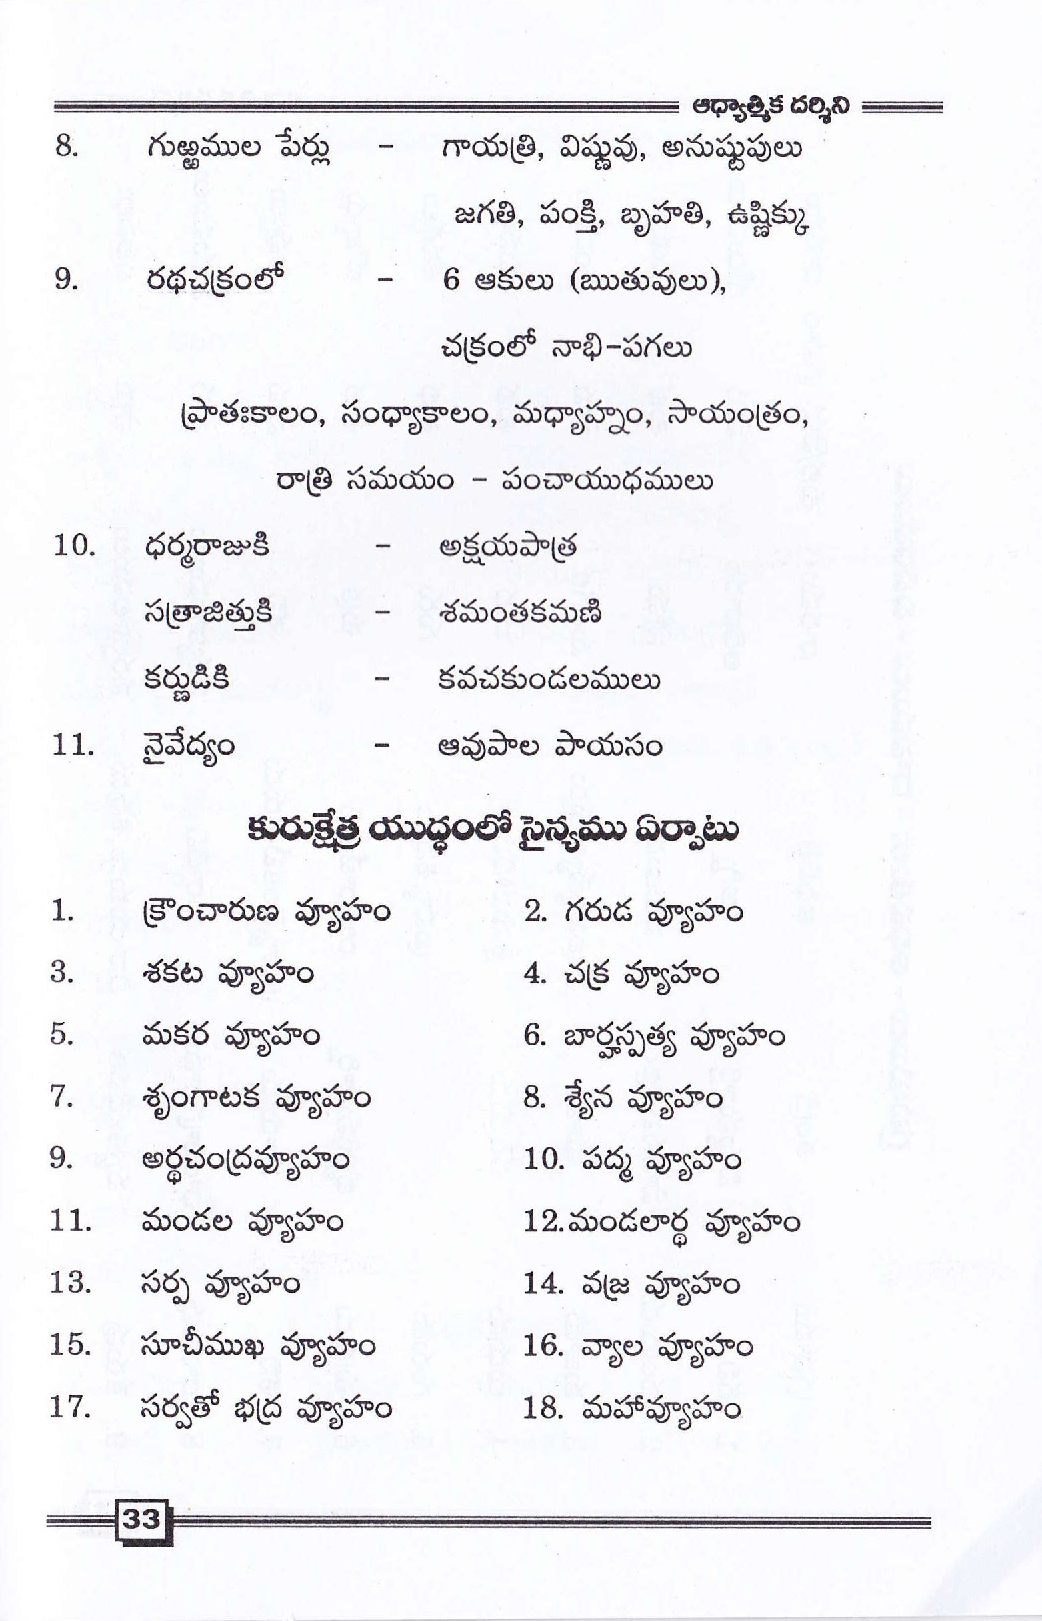 ఆధ్యాత్మిక దర్శిని
8. గుఱ్ఱముల పేర్లు - గాయత్రి, విష్ణువు, అనుష్టుపులు
జగతి, పంక్తి, బృహతి, ఉష్ణిక్కు
9. రథచక్రంలో - 6 ఆకులు (ఋతువులు),
చక్రంలో నాభి-పగలు
ప్రాతఃకాలం, సంధ్యాకాలం, మధ్యాహ్నం, సాయంత్రం,
రాత్రి సమయం - పంచాయుధములు
10. ధర్మరాజుకి - అక్షయపాత్ర
సత్రాజిత్తుకి - శమంతకమణి
కర్ణుడికి - కవచకుండలములు
11. నైవేద్యం - ఆవుపాల పాయసం
కురుక్షేత్ర యుద్ధంలో సైన్యము ఏర్పాటు
1. క్రౌంచారుణ వ్యూహం 2. గరుడ వ్యూహం
3. శకట వ్యూహం 4. చక్ర వ్యూహం
5. మకర వ్యూహం 6. బార్హస్పత్య వ్యూహం
7. శృంగాటక వ్యూహం 8. శ్యేన వ్యూహం
9. అర్థచంద్రవ్యూహం 10. పద్మ వ్యూహం
11. మండల వ్యూహం 12.మండలార్థ వ్యూహం
13. సర్ప వ్యూహం 14. వజ్ర వ్యూహం
15. సూచీముఖ వ్యూహం 16. వ్యాల వ్యూహం
17. సర్వతో భద్ర వ్యూహం 18. మహావ్యూహం
33